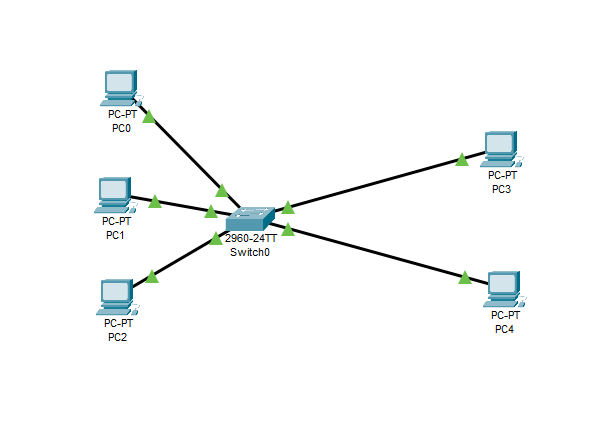 PC-PT
PC0
PC-PT
PC1
PC-PT
PC2
2960-24TT
Switch0
PC-PT
PC3
PC-PT
PC4